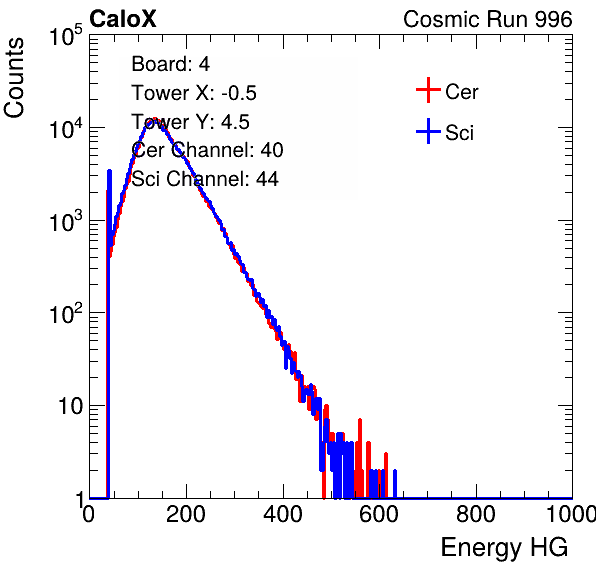 CaloX Cosmic Run 996
Counts
10^5
10^4
10^3
10^2
10
1
Board: 4
Tower X: -0.5
Tower Y: 4.5
Cer Channel: 40
Sci Channel: 44
Cer
Sci
0 200 400 600 800 1000
Energy HG